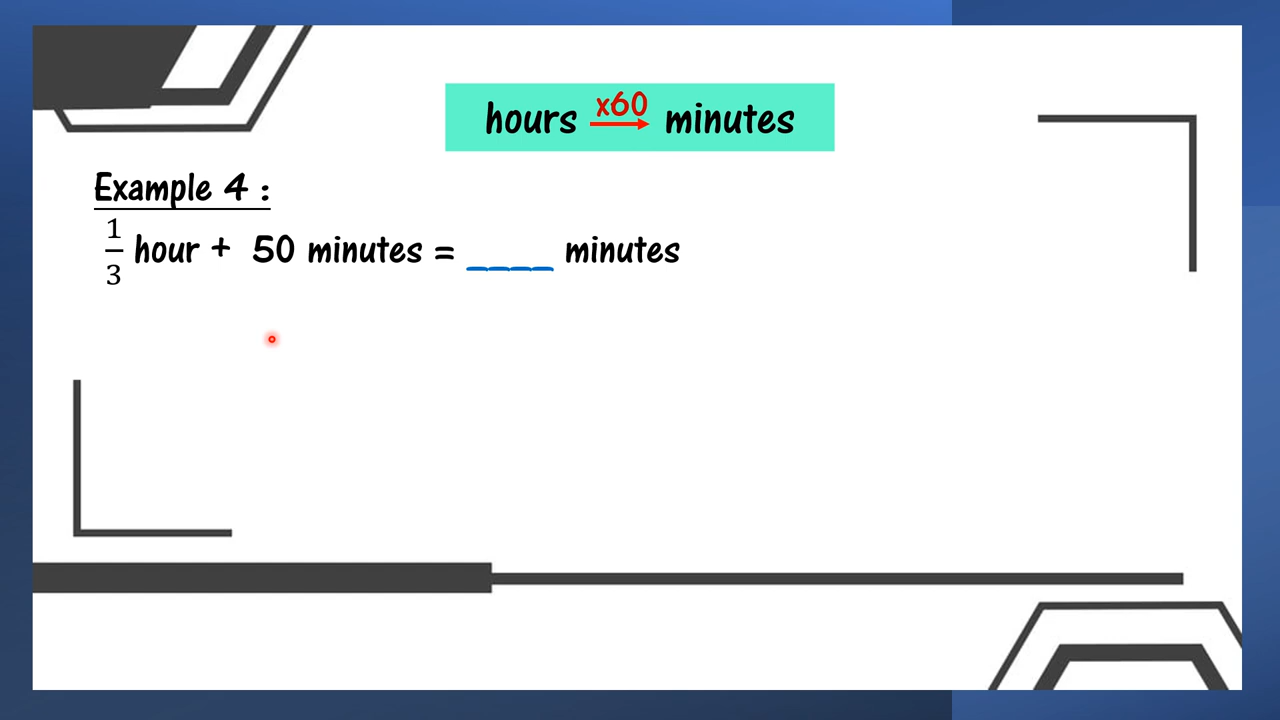 hours x60 → minutes
Example 4 :
1/3 hour + 50 minutes = ____ minutes